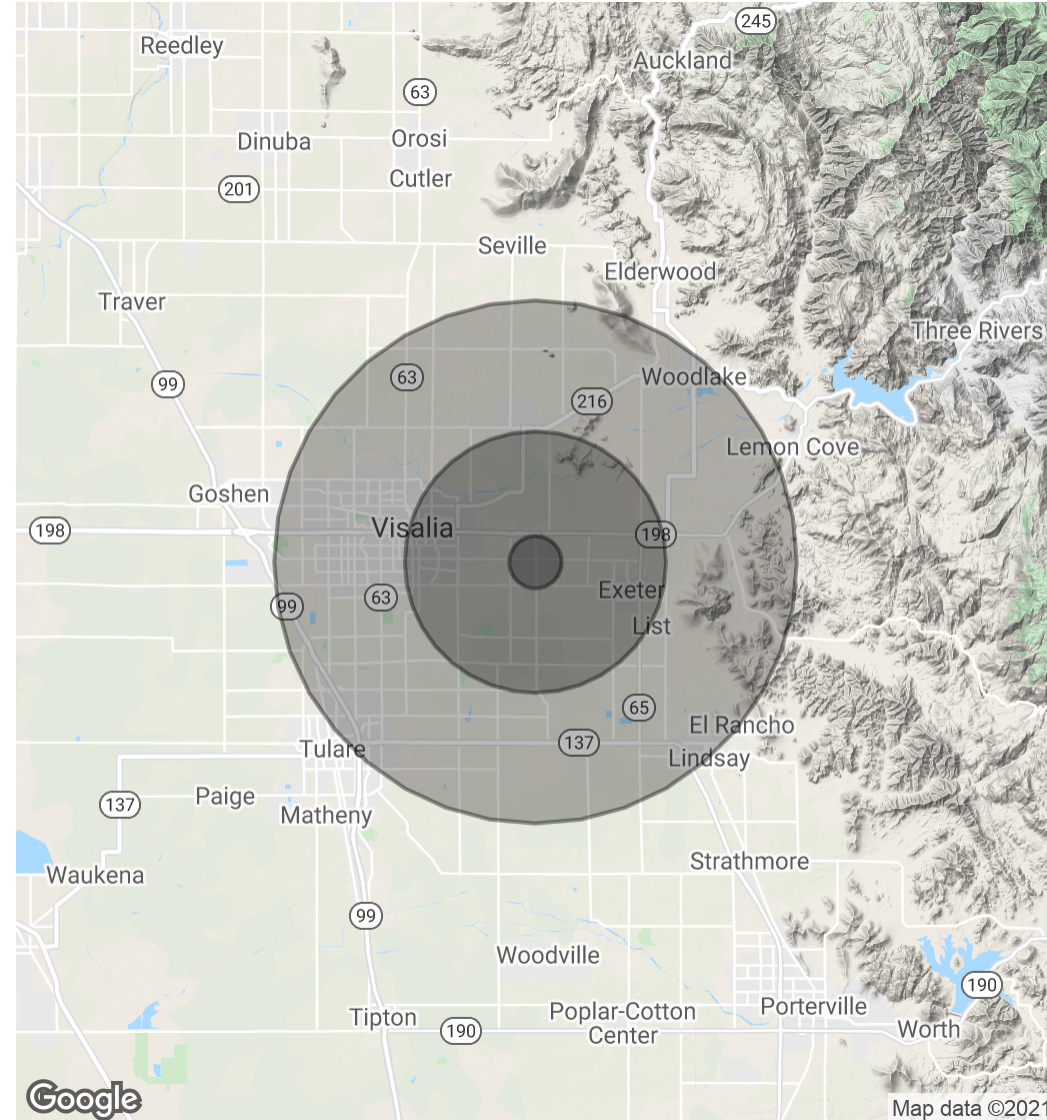 245
Reedley
Auckland
63
Dinuba
Orosi
Cutler
201
Seville
Elderwood
Traver
Three Rivers
63
99
Woodlake
216
Lemon Cove
Goshen
198
Visalia
198
Exeter
63
99
List
65
El Rancho
137
Tulare
Lindsay
Paige
137
Matheny
Strathmore
Waukena
99
Woodville
190
Poplar-Cotton
Center
Porterville
Tipton
190
Worth
Google
Map data ©2021